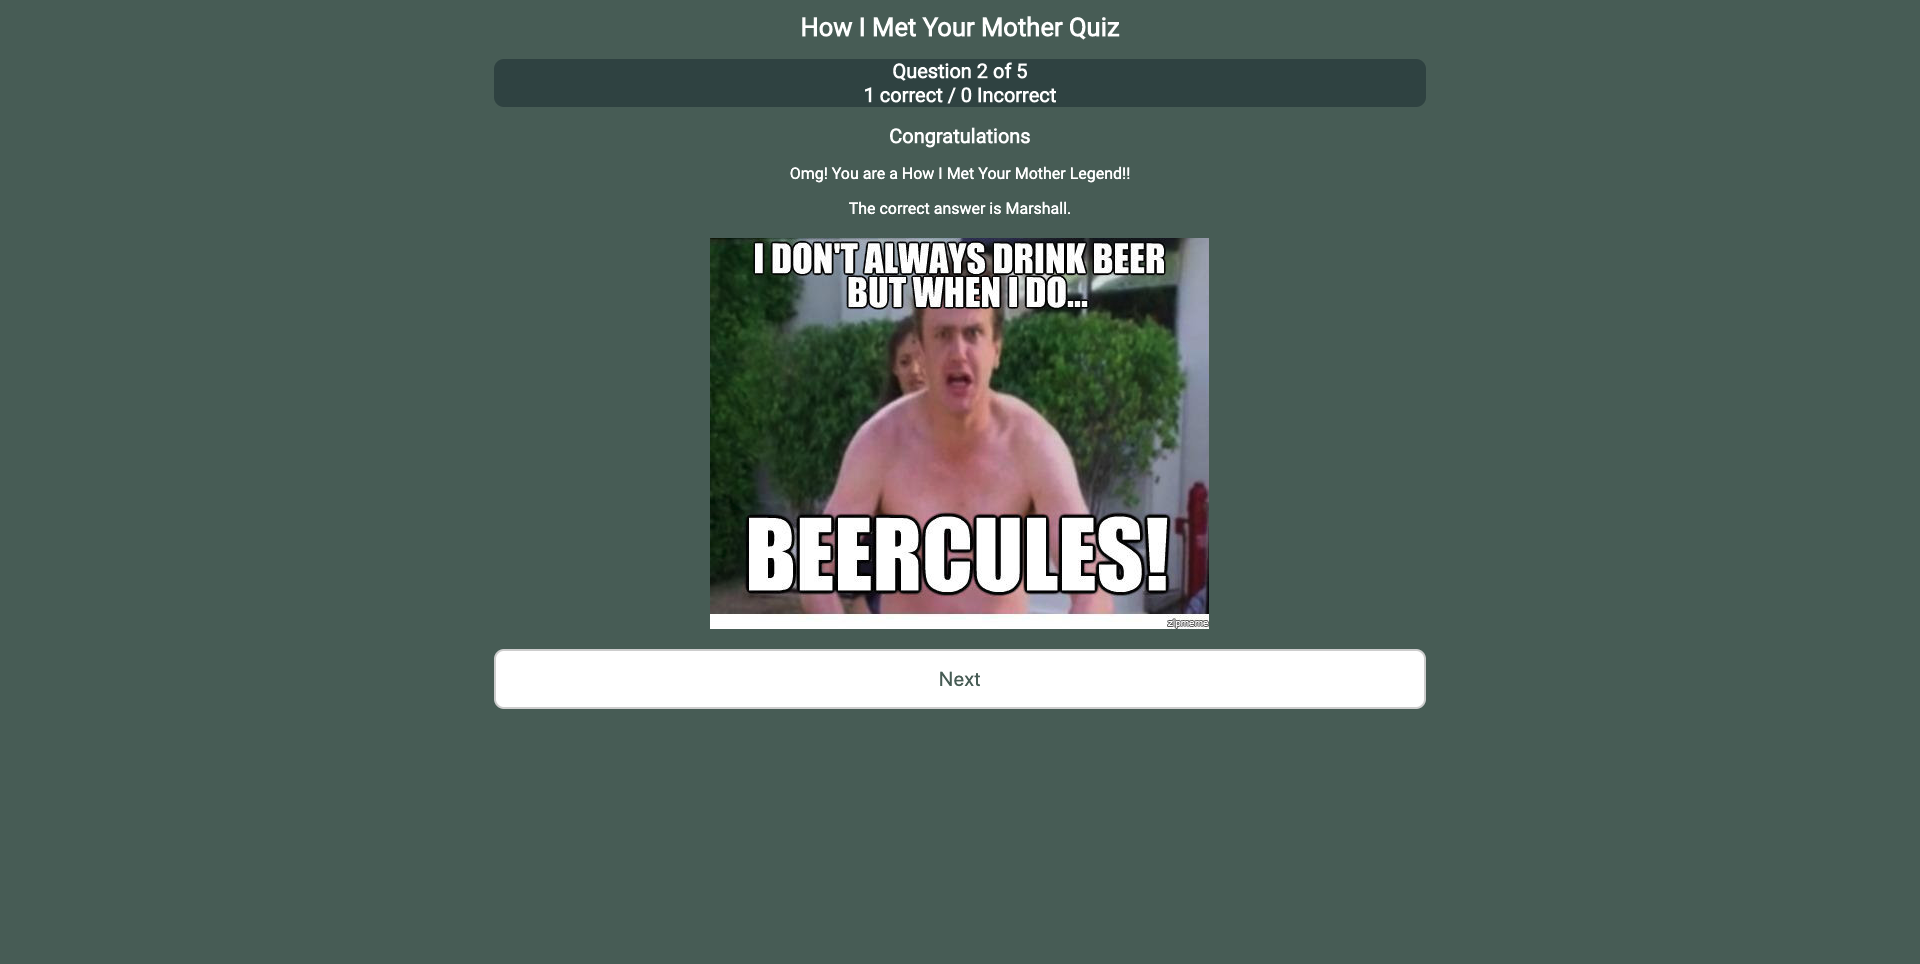 How I Met Your Mother Quiz
Question 2 of 5
1 correct / 0 Incorrect
Congratulations
Omg! You are a How I Met Your Mother Legend!!
The correct answer is Marshall.
I DON'T ALWAYS DRINK BEER
BUT WHEN I DO...
BEERCULES!
zipmeme
Next